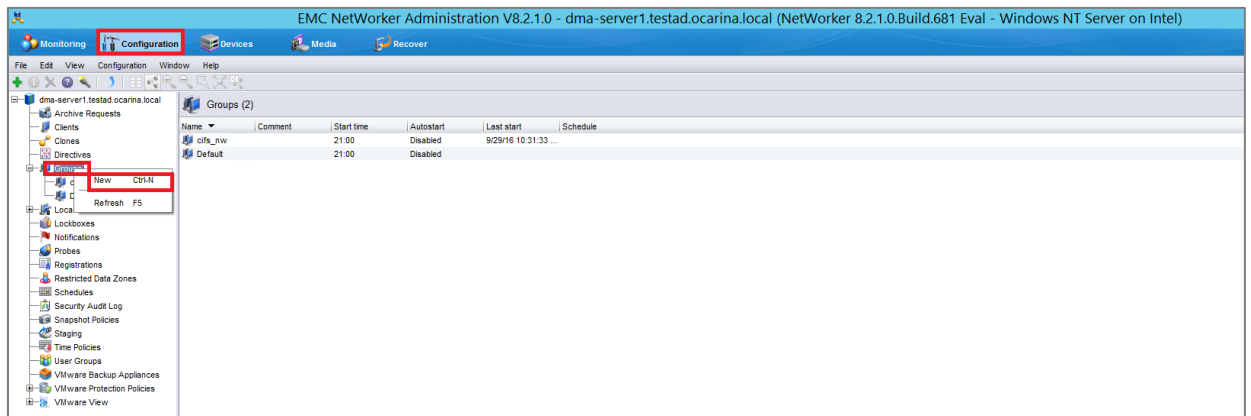 EMC NetWorker Administration V8.2.1.0 - dma-server1.testad.ocarina.local (NetWorker 8.2.1.0.Build.681 Eval - Windows NT Server on Intel)
Monitoring Configuration Devices Media Recover
File Edit View Configuration Window Help
dma-server1.testad.ocarina.local
Archive Requests
Clients
Clones
Directives
Groups
c
D
Loca
Lockboxes
Notifications
Probes
Registrations
Restricted Data Zones
Schedules
Security Audit Log
Snapshot Policies
Staging
Time Policies
User Groups
VMware Backup Appliances
VMware Protection Policies
VMware View
New Ctrl-N
Refresh F5
Groups (2)
Name Comment Start time Autostart Last start Schedule
cifs_nw 21:00 Disabled 9/29/16 10:31:33 ...
Default 21:00 Disabled